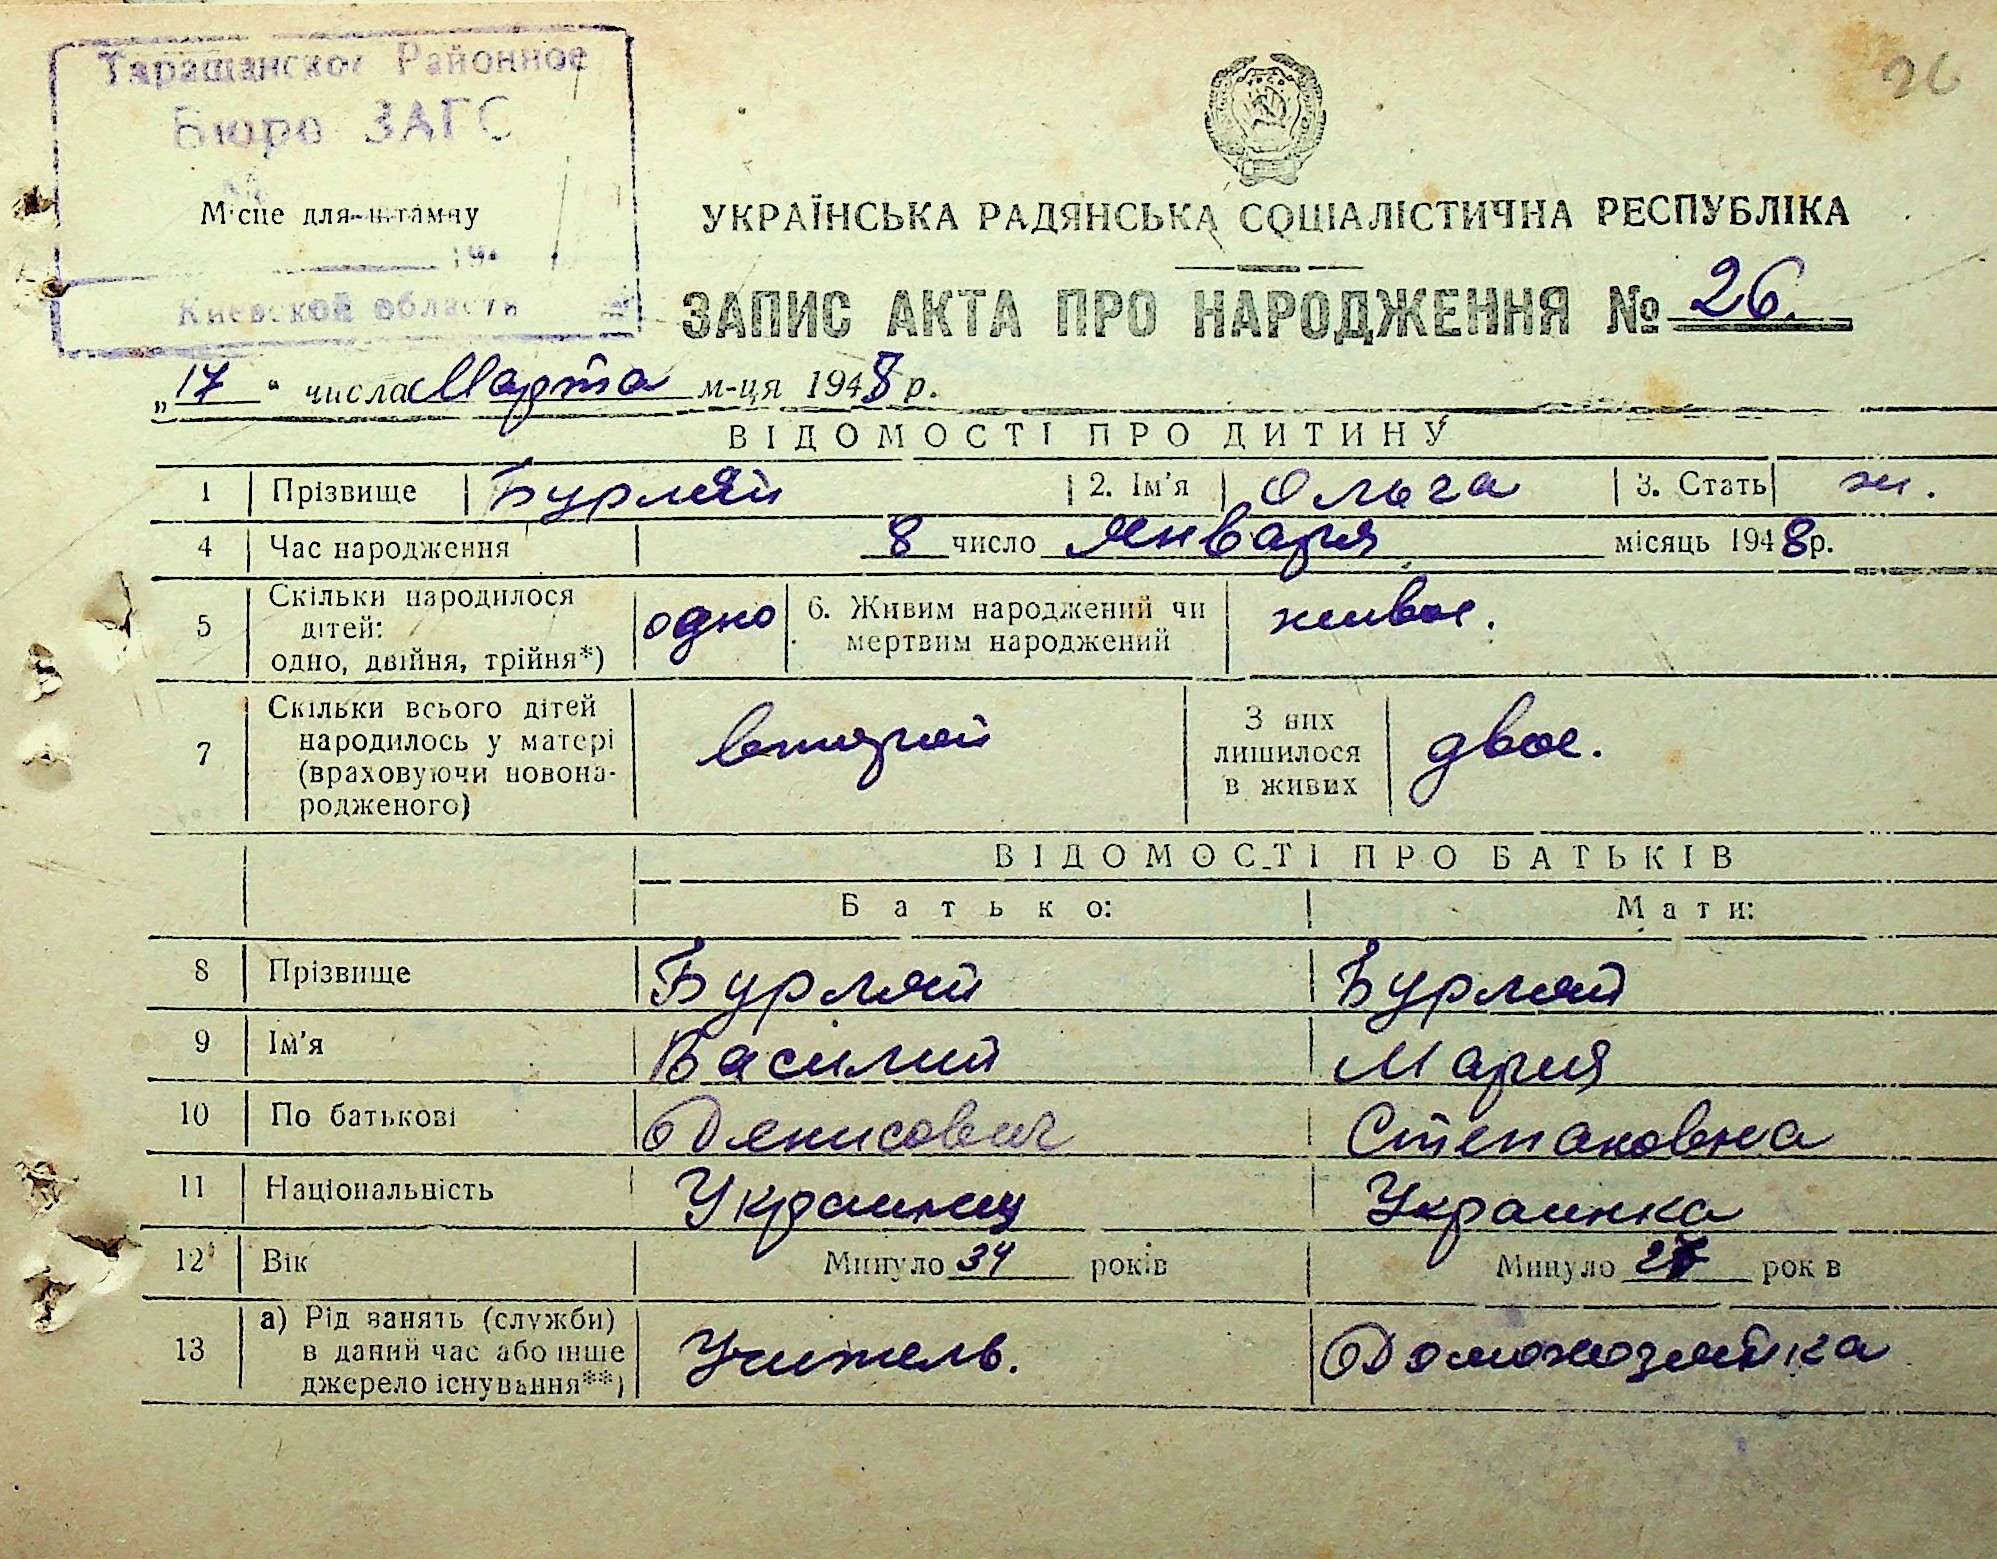 Таращанское Районное
Бюро ЗАГС
Місце для штампу
Киевской области
26
УКРАЇНСЬКА РАДЯНСЬКА СОЦІАЛІСТИЧНА РЕСПУБЛІКА
ЗАПИС АКТА ПРО НАРОДЖЕННЯ № 26.
„17“ числа Марта м-ця 1948 р.
ВІДОМОСТІ ПРО ДИТИНУ
1 Прізвище Бурляй 2. Ім'я Ольга 3. Стать ж.
4 Час народження 8 число Января місяць 1948 р.
5 Скільки народилося дітей: одно, двійня, трійня*) одно 6. Живим народжений чи мертвим народжений живое.
7 Скільки всього дітей народилось у матері (враховуючи новонародженого) второй З них лишилося в живих двое.
ВІДОМОСТІ ПРО БАТЬКІВ
Батько: Мати:
8 Прізвище Бурляй Бурляй
9 Ім'я Василий Мария
10 По батькові Денисович Степановна
11 Національність Украинец Украинка
12 Вік Минуло 34 років Минуло років
13 а) Рід занять (служби) в даний час або інше джерело існування**) Учитель. Домохозяйка